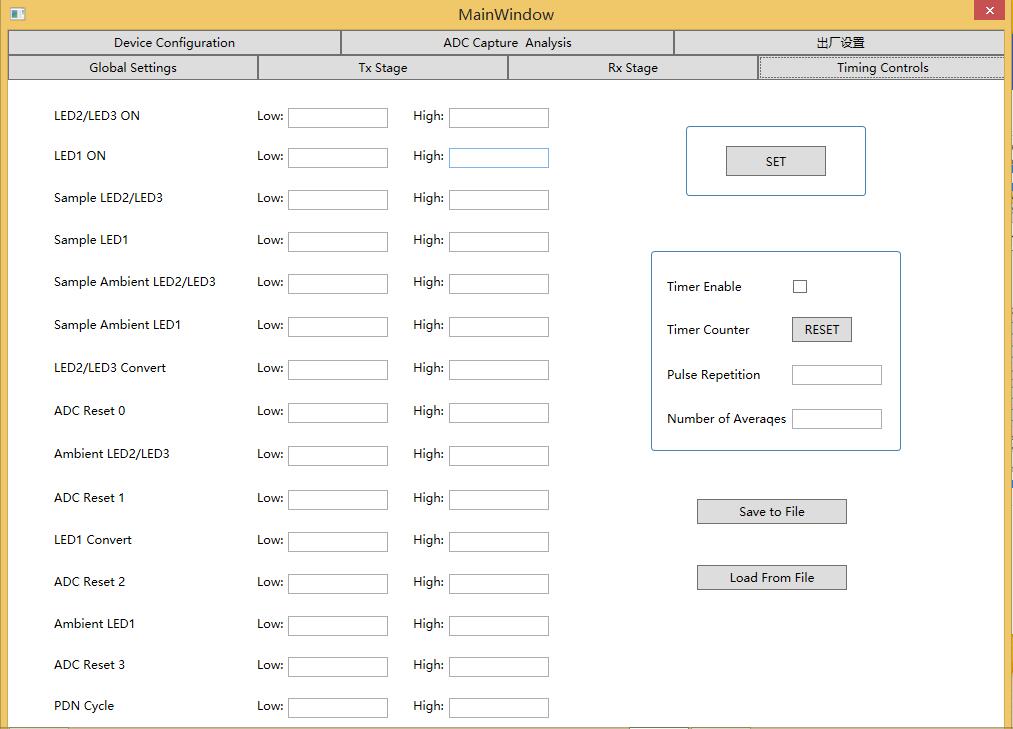 MainWindow
Device Configuration ADC Capture Analysis 出厂设置
Global Settings Tx Stage Rx Stage Timing Controls
LED2/LED3 ON Low: High:
LED1 ON Low: High:
Sample LED2/LED3 Low: High:
Sample LED1 Low: High:
Sample Ambient LED2/LED3 Low: High:
Sample Ambient LED1 Low: High:
LED2/LED3 Convert Low: High:
ADC Reset 0 Low: High:
Ambient LED2/LED3 Low: High:
ADC Reset 1 Low: High:
LED1 Convert Low: High:
ADC Reset 2 Low: High:
Ambient LED1 Low: High:
ADC Reset 3 Low: High:
PDN Cycle Low: High:
SET
Timer Enable
Timer Counter RESET
Pulse Repetition
Number of Averages
Save to File
Load From File